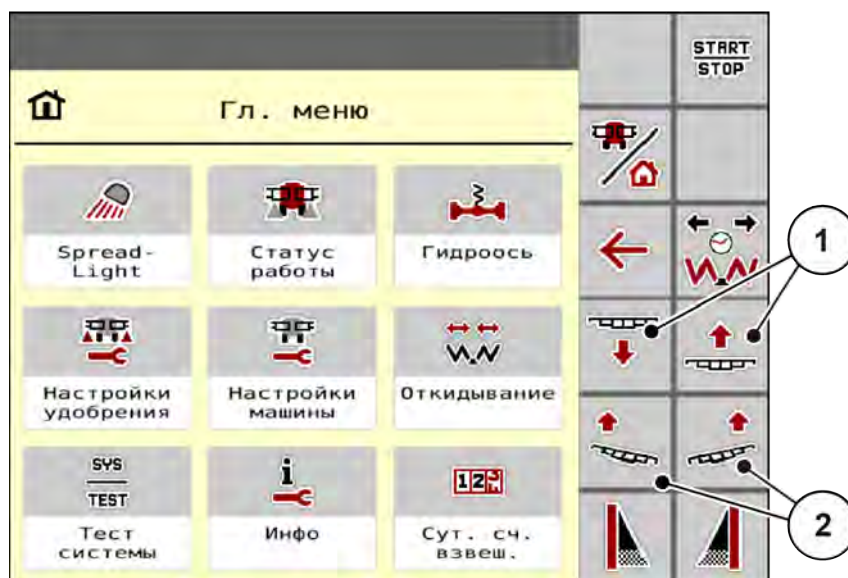 START
STOP
Гл. меню
Spread-
Light
Статус
работы
Гидроось
1
Настройки
удобрения
Настройки
машины
Откидывание
SYS
TEST
Тест
системы
i
Инфо
123
Сут. сч.
взвеш.
2